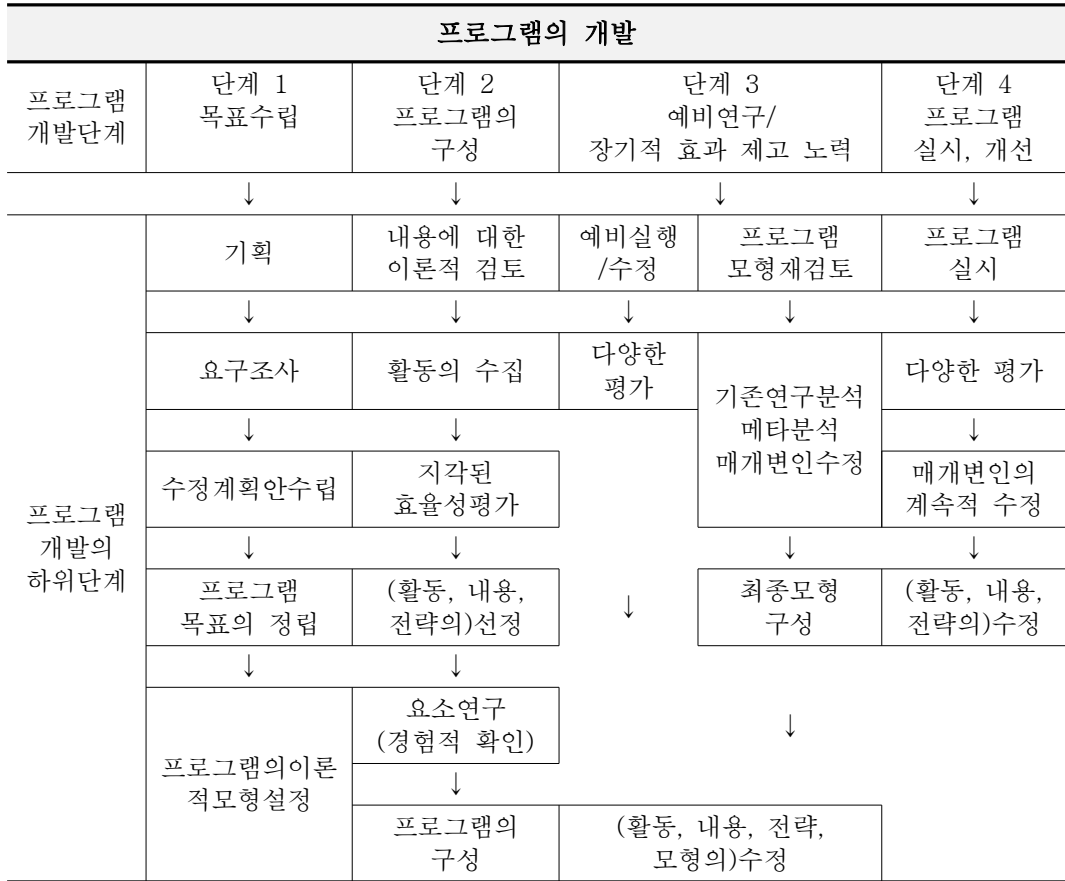 프로그램의 개발
프로그램
개발단계
단계 1
목표수립
단계 2
프로그램의
구성
단계 3
예비연구/
장기적 효과 제고 노력
단계 4
프로그램
실시, 개선
↓ ↓ ↓ ↓
프로그램
개발의
하위단계
기획
내용에 대한
이론적 검토
예비실행
/수정
프로그램
모형재검토
프로그램
실시
↓ ↓ ↓ ↓ ↓
요구조사
활동의 수집
다양한
평가
기존연구분석
메타분석
매개변인수정
다양한 평가
↓ ↓ ↓
수정계획안수립
지각된
효율성평가
매개변인의
계속적 수정
↓ ↓ ↓ ↓
프로그램
목표의 정립
(활동, 내용,
전략의)선정
↓
최종모형
구성
(활동, 내용,
전략의)수정
↓ ↓
프로그램의이론
적모형설정
요소연구
(경험적 확인)
↓
↓
프로그램의
구성
(활동, 내용, 전략,
모형의)수정